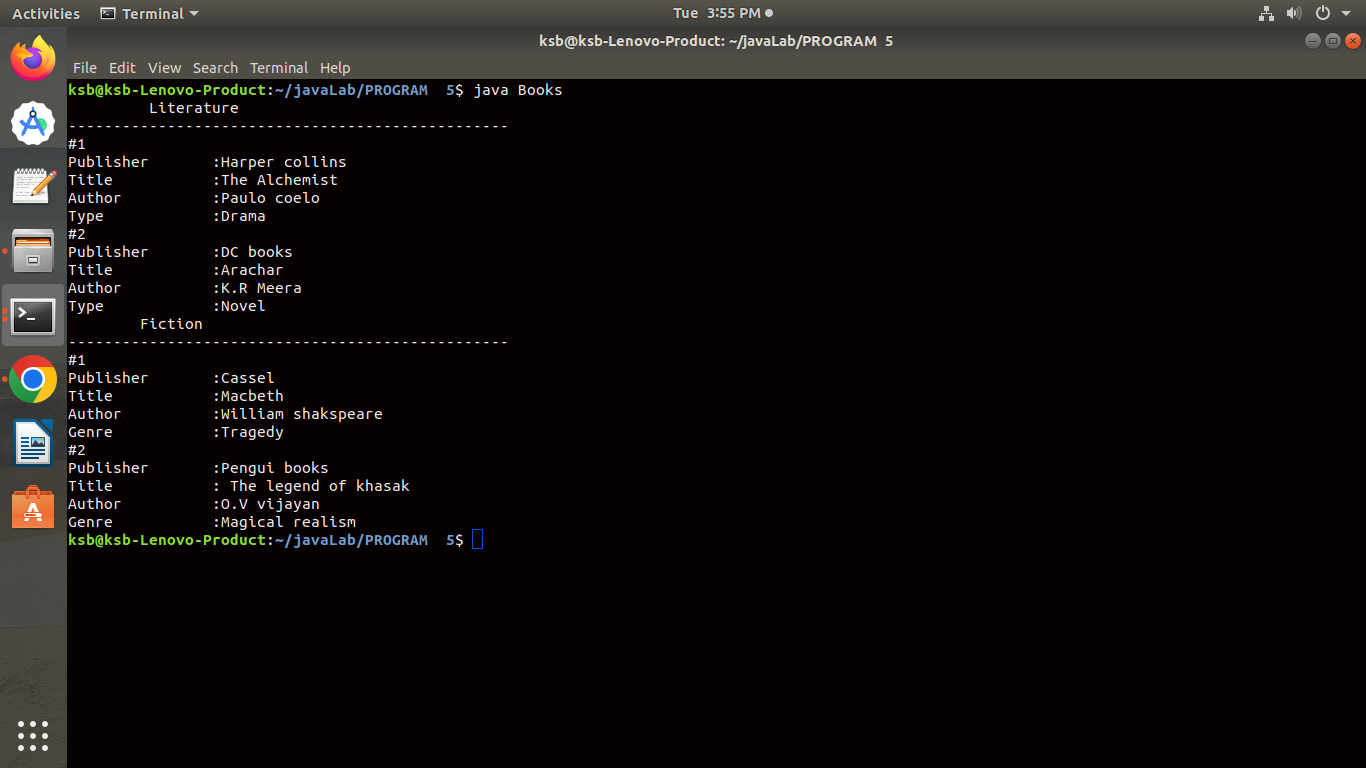 Activities Terminal Tue 3:55 PM
ksb@ksb-Lenovo-Product: ~/javaLab/PROGRAM 5
File Edit View Search Terminal Help
ksb@ksb-Lenovo-Product:~/javaLab/PROGRAM  5$ java Books
         Literature
-------------------------------------------------
#1
Publisher       :Harper collins
Title           :The Alchemist
Author          :Paulo coelo
Type            :Drama
#2
Publisher       :DC books
Title           :Arachar
Author          :K.R Meera
Type            :Novel
        Fiction
-------------------------------------------------
#1
Publisher       :Cassel
Title           :Macbeth
Author          :William shakspeare
Genre           :Tragedy
#2
Publisher       :Pengui books
Title           : The legend of khasak
Author          :O.V vijayan
Genre           :Magical realism
ksb@ksb-Lenovo-Product:~/javaLab/PROGRAM  5$